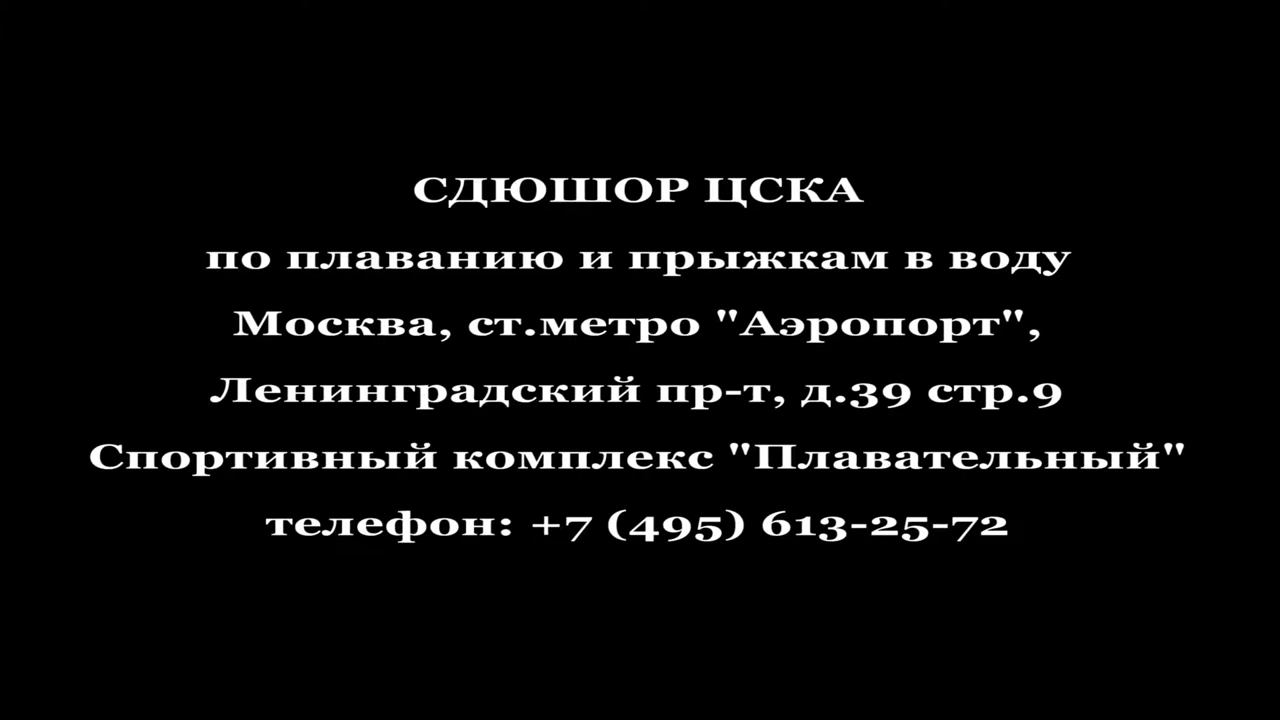 СДЮШОР ЦСКА
по плаванию и прыжкам в воду
Москва, ст.метро "Аэропорт",
Ленинградский пр-т, д.39 стр.9
Спортивный комплекс "Плавательный"
телефон: +7 (495) 613-25-72